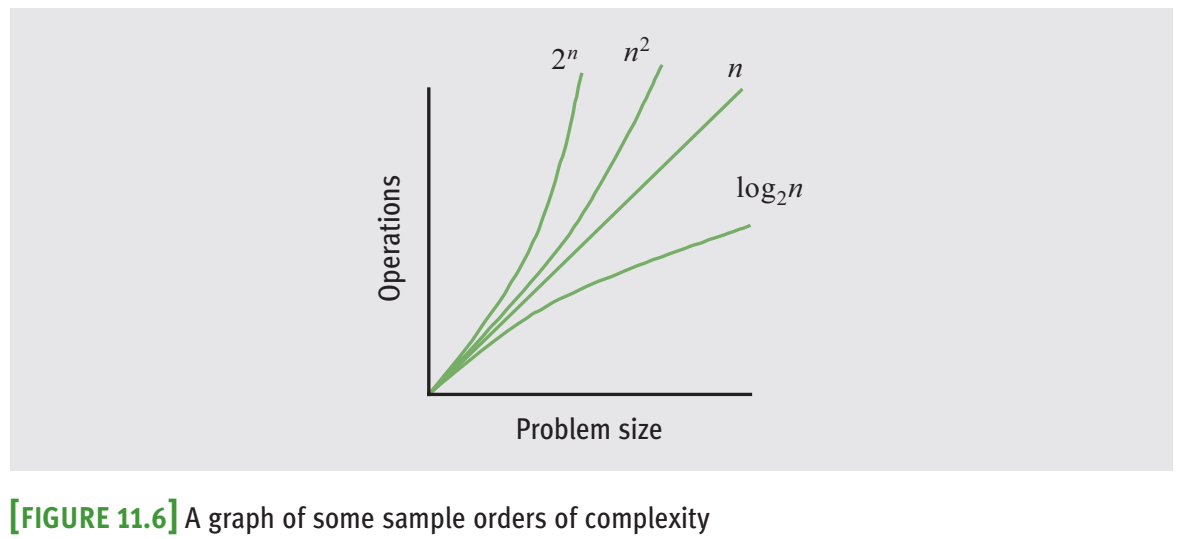 2ⁿ
n²
n
log₂n
Operations
Problem size
[FIGURE 11.6] A graph of some sample orders of complexity